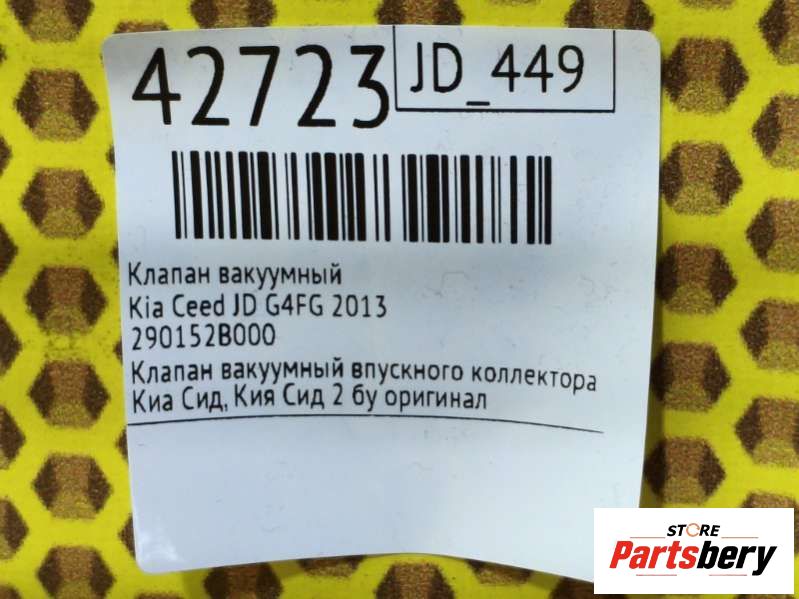 42723
JD_449
Клапан вакуумный
Kia Ceed JD G4FG 2013
290152B000
Клапан вакуумный впускного коллектора
Киа Сид, Кия Сид 2 бу оригинал
STORE
Partsbery